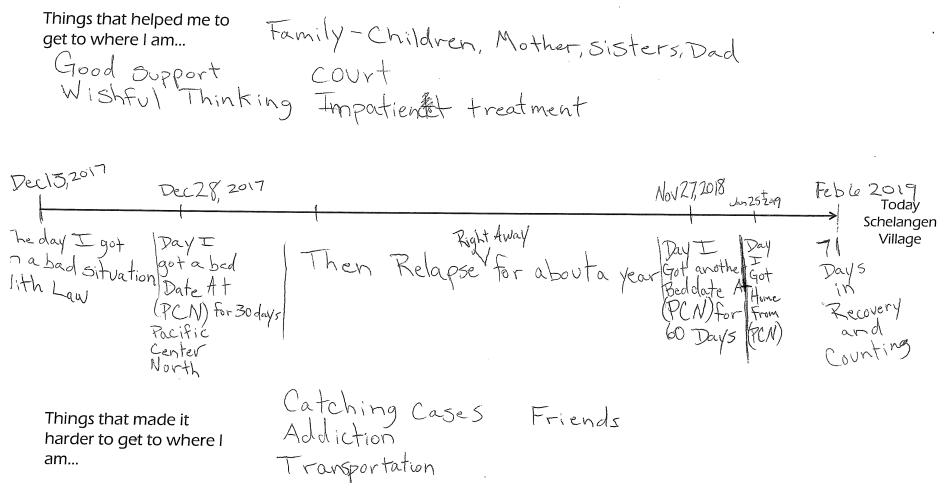 Things that helped me to
get to where I am...
Family - Children, Mother, Sisters, Dad
Good Support
court
Wishful Thinking
Impatient treatment
Dec 13, 2017
Dec 28, 2017
Nov 27, 2018
Jan 25th 2019
Feb 6 2019
Today
Schelangen
Village
he day I got
n a bad situation
ith Law
Day I
got a bed
Date At
(PCN) for 30 days
Pacific
Center
North
Right Away
Then Relapse for about a year
Day I
Got another
Bed date At
(PCN) for
60 Days
Day
I
Got
Home
From
(PCN)
71
Days
in
Recovery
and
Counting
Things that made it
harder to get to where I
am...
Catching Cases
Friends
Addiction
Transportation